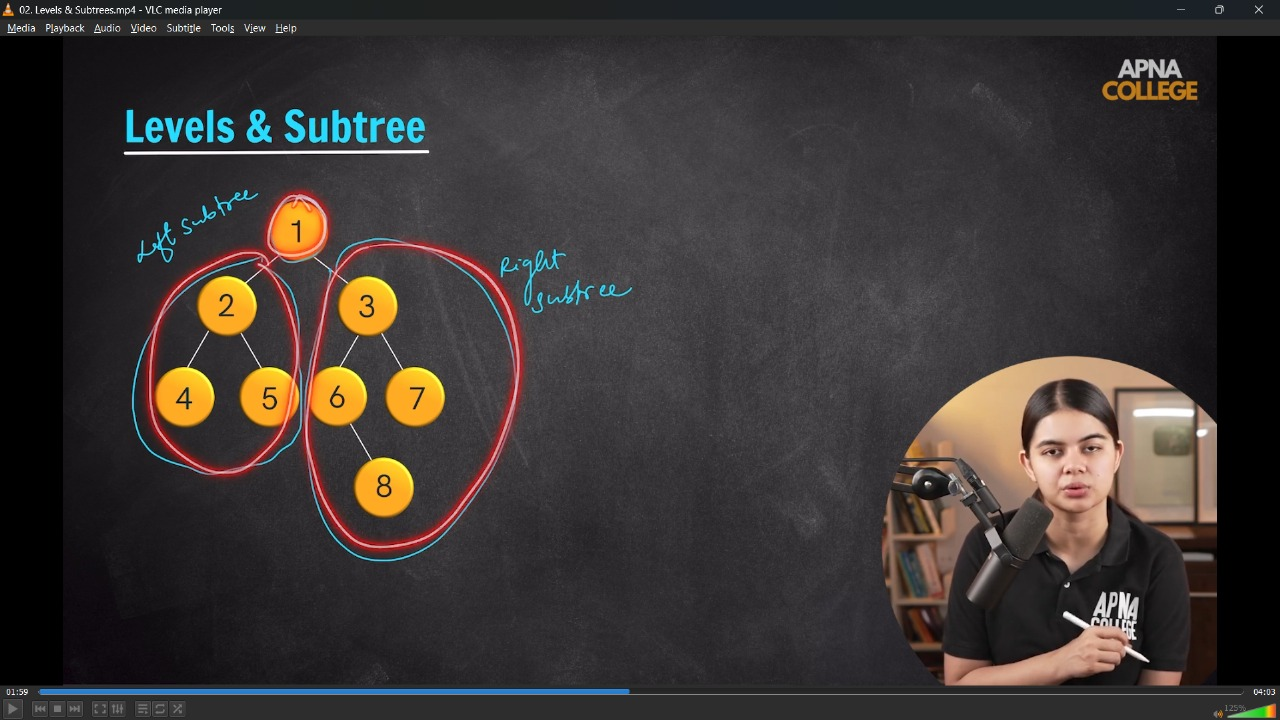 02. Levels & Subtrees.mp4 - VLC media player
Media Playback Audio Video Subtitle Tools View Help
APNA
COLLEGE
Levels & Subtree
Left subtree
Right
subtree
1
2
3
4
5
6
7
8
APNA
COLLEGE
01:59
04:03
125%